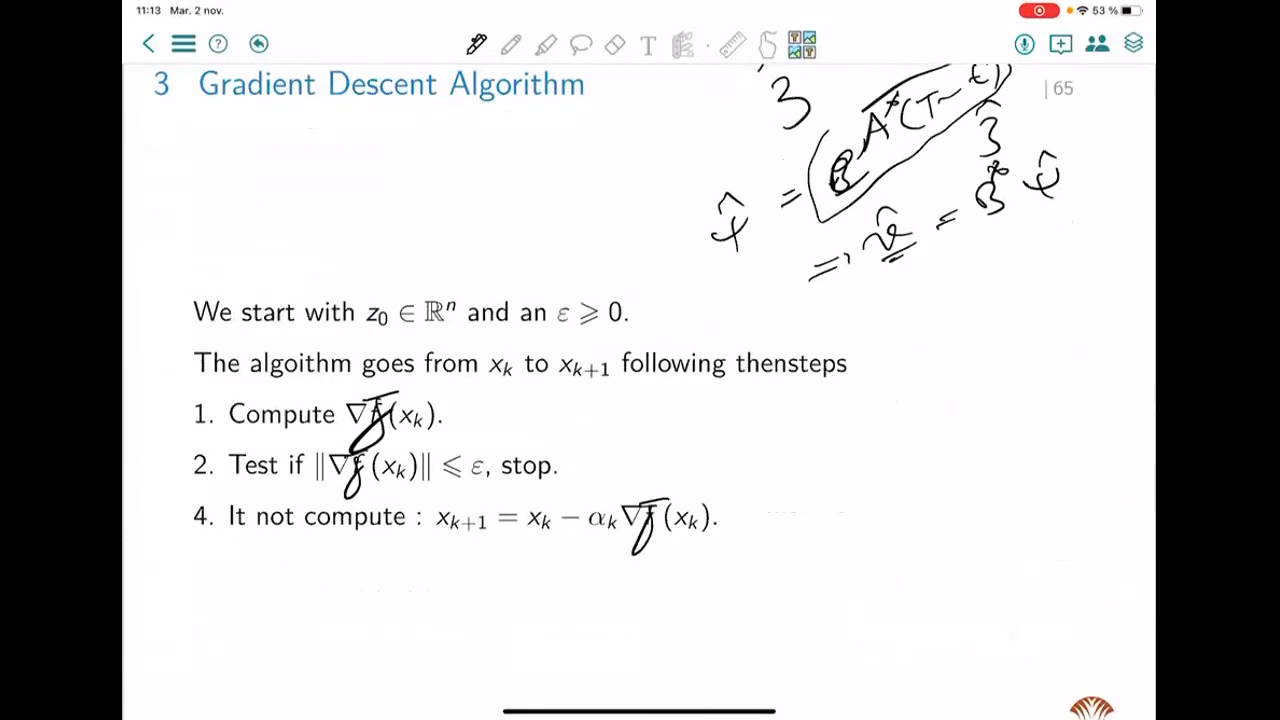 11:13 Mar. 2 nov.
53 %
3 Gradient Descent Algorithm
| 65
We start with z₀ ∈ ℝⁿ and an ε ⩾ 0.
The algoithm goes from xₖ to xₖ₊₁ following thensteps
1. Compute ∇J(xₖ).
2. Test if ‖∇J(xₖ)‖ ⩽ ε, stop.
4. It not compute : xₖ₊₁ = xₖ − αₖ∇J(xₖ).